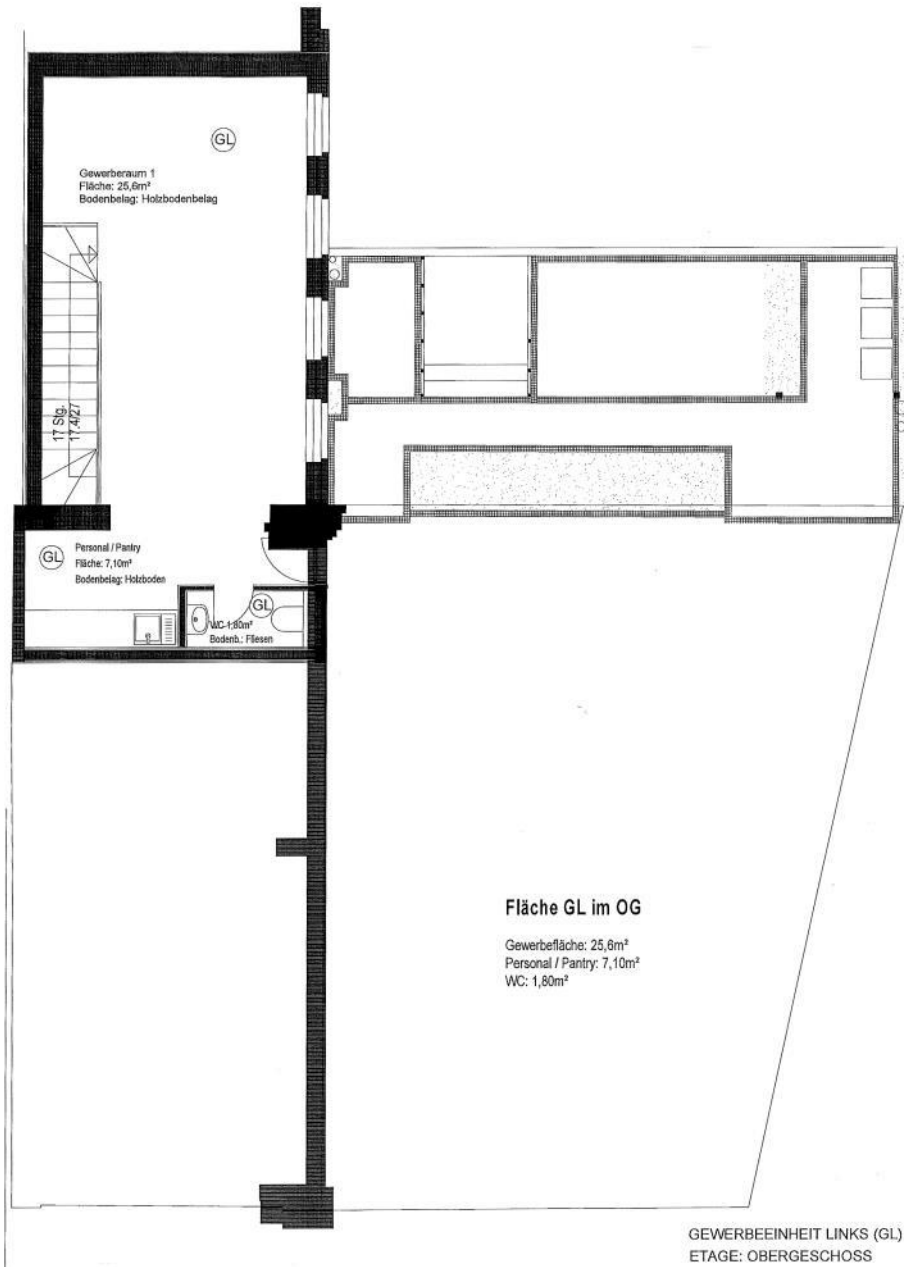 GL
Gewerberaum 1
Fläche: 25,6m²
Bodenbelag: Holzbodenbelag
17 Stg.
17.4/27
GL
Personal / Pantry
Fläche: 7,10m²
Bodenbelag: Holzboden
GL
WC 1,80m²
Bodenb.: Fliesen
Fläche GL im OG
Gewerbefläche: 25,6m²
Personal / Pantry: 7,10m²
WC: 1,80m²
GEWERBEEINHEIT LINKS (GL)
ETAGE: OBERGESCHOSS